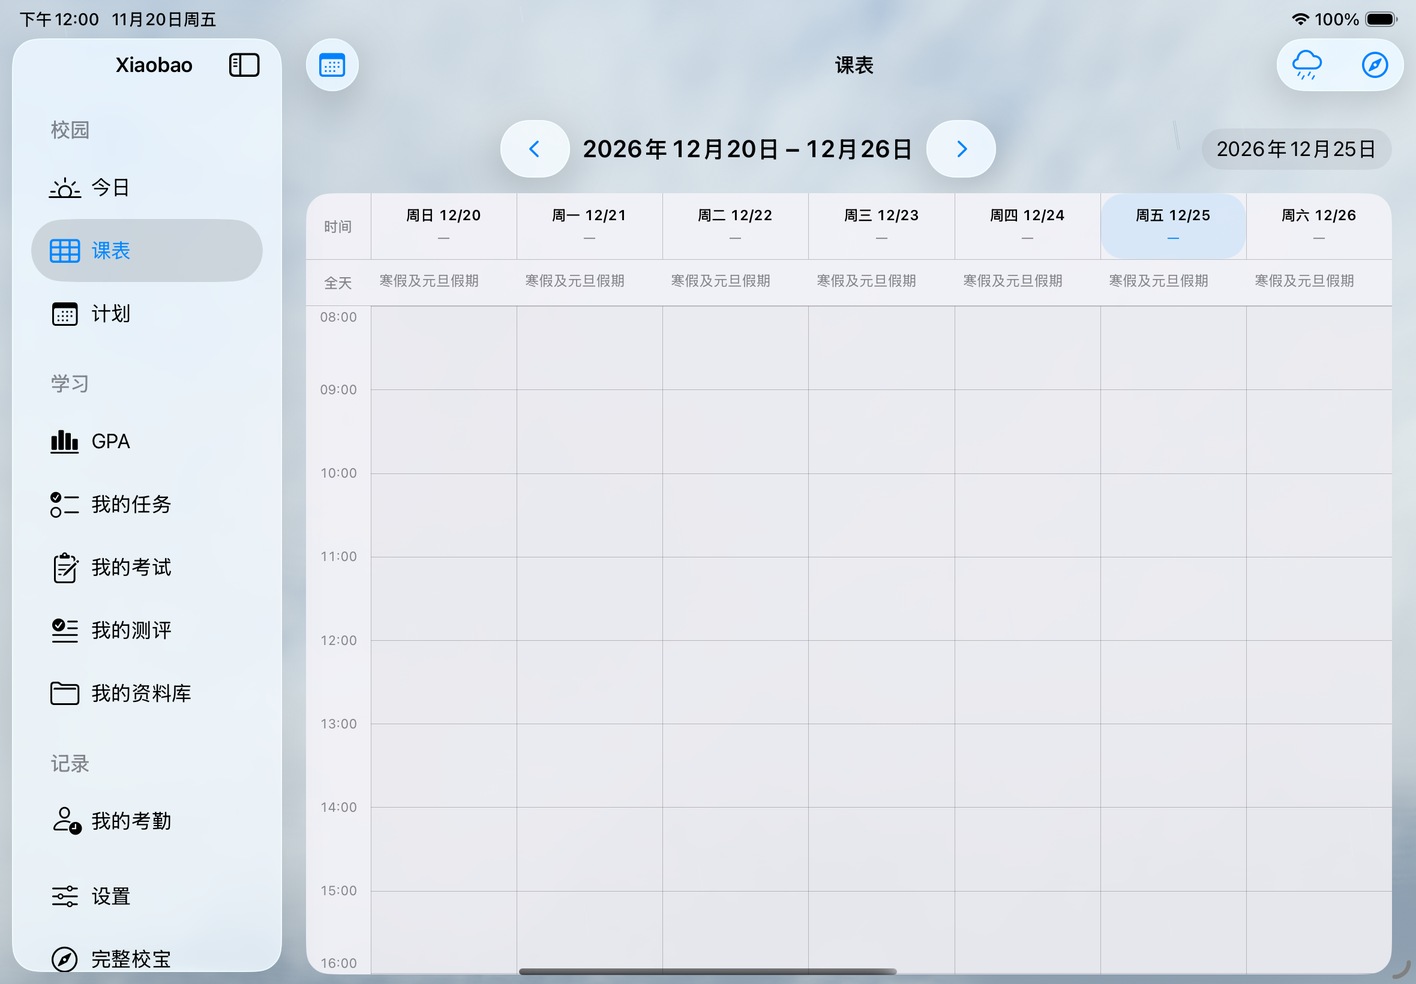 下午12:00 11月20日周五
100%
Xiaobao
校园
今日
课表
计划
学习
GPA
我的任务
我的考试
我的测评
我的资料库
记录
我的考勤
设置
完整校宝
课表
2026年12月20日 – 12月26日
2026年12月25日
时间 周日 12/20 周一 12/21 周二 12/22 周三 12/23 周四 12/24 周五 12/25 周六 12/26
— — — — — — —
全天 寒假及元旦假期 寒假及元旦假期 寒假及元旦假期 寒假及元旦假期 寒假及元旦假期 寒假及元旦假期 寒假及元旦假期
08:00
09:00
10:00
11:00
12:00
13:00
14:00
15:00
16:00